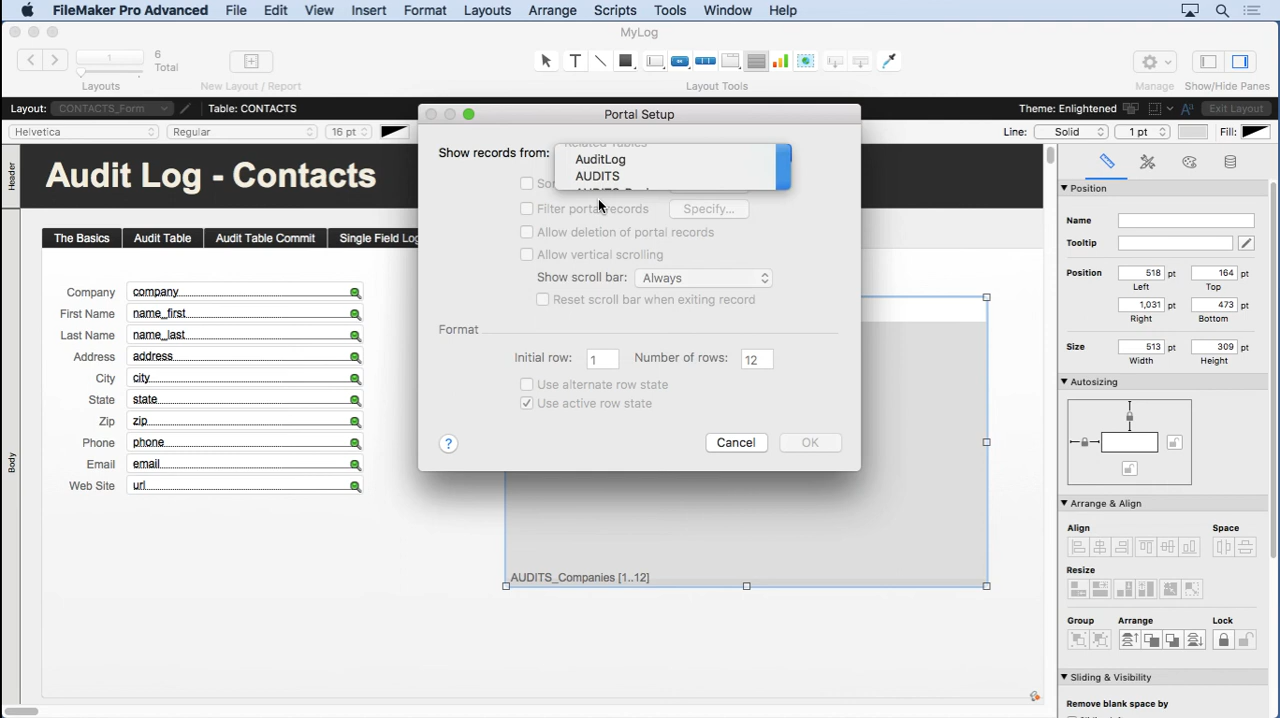 FileMaker Pro Advanced File Edit View Insert Format Layouts Arrange Scripts Tools Window Help
MyLog
1
6
Total
Layouts
New Layout / Report
Layout Tools
Manage
Show/Hide Panes
Layout: CONTACTS_Form Table: CONTACTS
Theme: Enlightened
Exit Layout
Helvetica Regular 16 pt
Line: Solid 1 pt Fill:
Header
Audit Log - Contacts
The Basics Audit Table Audit Table Commit Single Field Log
Body
Company company
First Name name_first
Last Name name_last
Address address
City city
State state
Zip zip
Phone phone
Email email
Web Site url
AUDITS_Companies [1..12]
Portal Setup
Show records from:
Related Tables
AuditLog
AUDITS
Filter portal records Specify...
Allow deletion of portal records
Allow vertical scrolling
Show scroll bar: Always
Reset scroll bar when exiting record
Format
Initial row: 1 Number of rows: 12
Use alternate row state
Use active row state
? Cancel OK
Position
Name
Tooltip
Position 518 pt 164 pt
Left Top
1,031 pt 473 pt
Right Bottom
Size 513 pt 309 pt
Width Height
Autosizing
Arrange & Align
Align Space
Resize
Group Arrange Lock
Sliding & Visibility
Remove blank space by